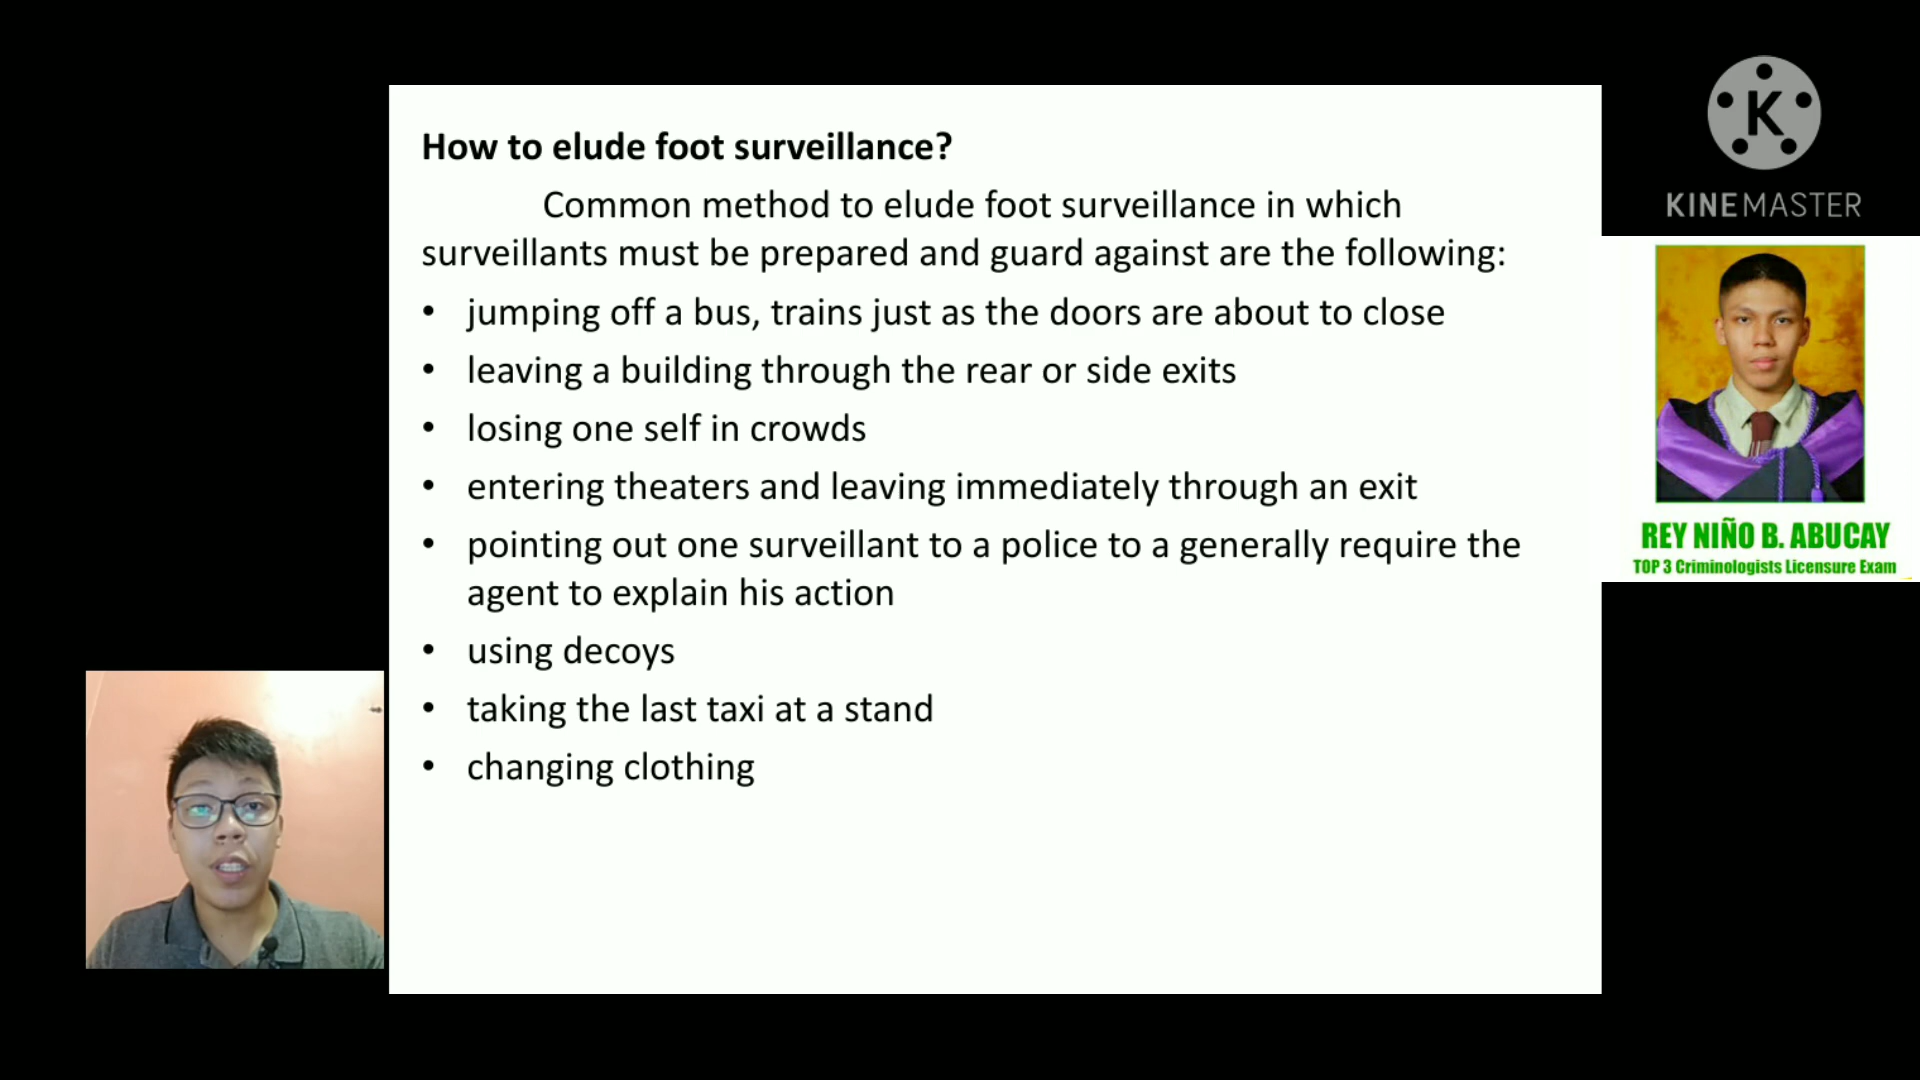 How to elude foot surveillance?
Common method to elude foot surveillance in which
surveillants must be prepared and guard against are the following:
• jumping off a bus, trains just as the doors are about to close
• leaving a building through the rear or side exits
• losing one self in crowds
• entering theaters and leaving immediately through an exit
• pointing out one surveillant to a police to a generally require the
agent to explain his action
• using decoys
• taking the last taxi at a stand
• changing clothing
K
KINEMASTER
REY NIÑO B. ABUCAY
TOP 3 Criminologists Licensure Exam